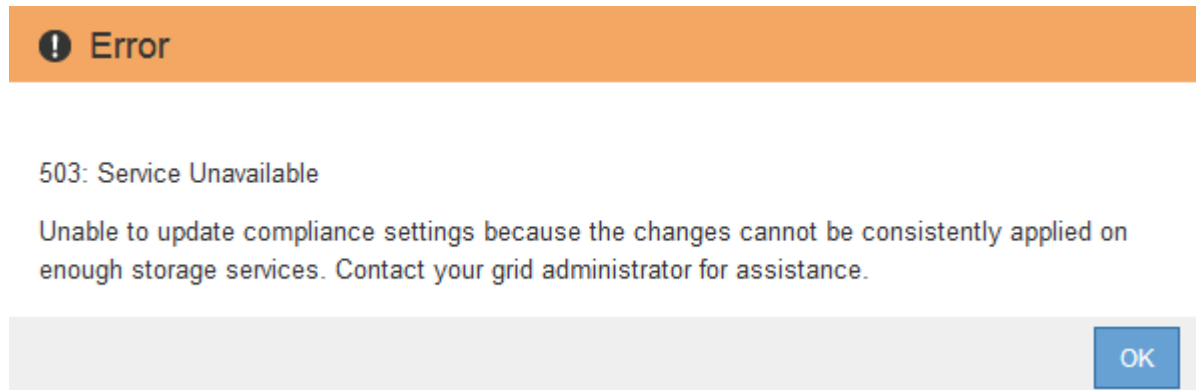 Error
503: Service Unavailable
Unable to update compliance settings because the changes cannot be consistently applied on
enough storage services. Contact your grid administrator for assistance.
OK